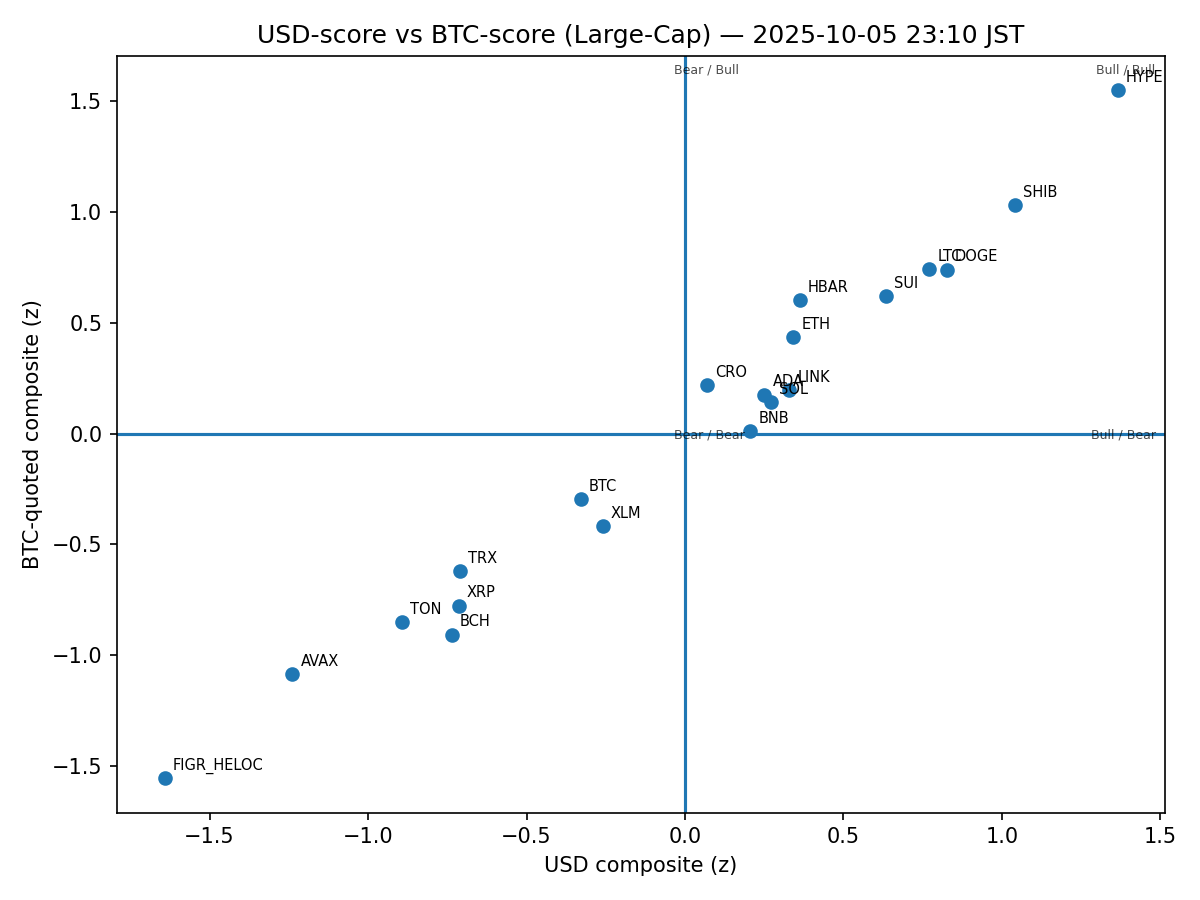 USD-score vs BTC-score (Large-Cap) — 2025-10-05 23:10 JST
Bear / Bull
Bull / Bull
HYPE
SHIB
LTC
DOGE
SUI
HBAR
ETH
CRO
ADA
LINK
SOL
BNB
Bear / Bear
Bull / Bear
BTC
XLM
TRX
XRP
TON
BCH
AVAX
FIGR_HELOC
1.5
1.0
0.5
0.0
−0.5
−1.0
−1.5
BTC-quoted composite (z)
−1.5
−1.0
−0.5
0.0
0.5
1.0
1.5
USD composite (z)